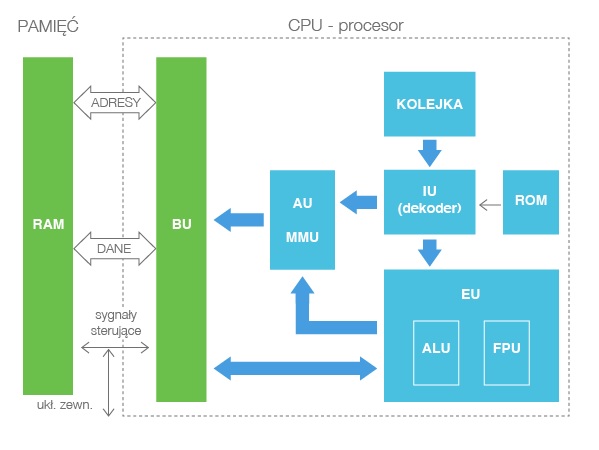 PAMIĘĆ
CPU - procesor
ADRESY
KOLEJKA
IU
(dekoder)
ROM
AU
MMU
RAM
BU
DANE
EU
sygnały
sterujące
ALU
FPU
ukł. zewn.